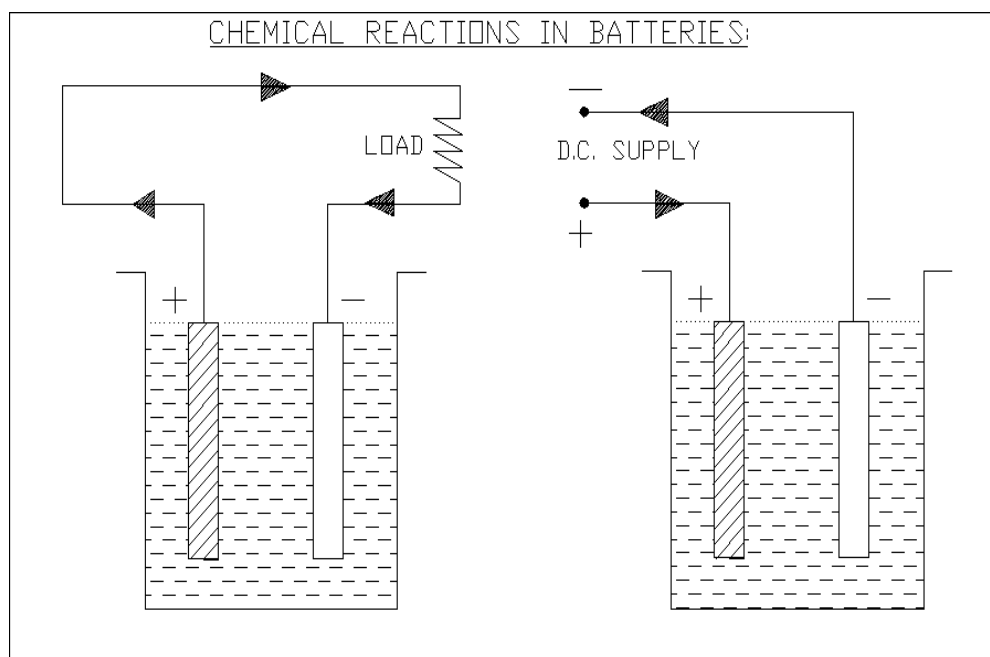 CHEMICAL REACTIONS IN BATTERIES:
LOAD
—
D.C. SUPPLY
+
+ —
+ —